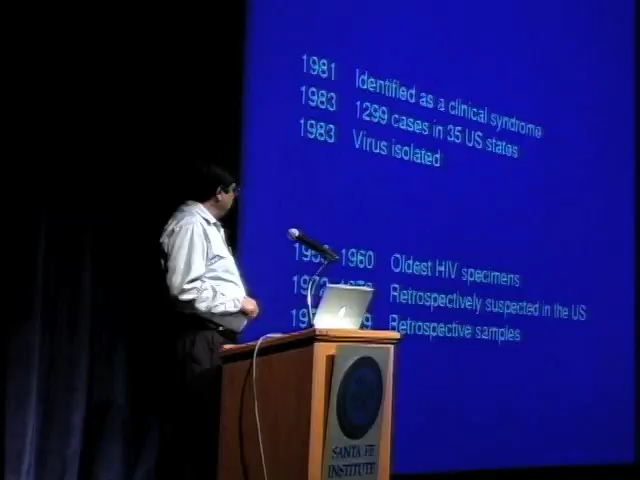 1981 Identified as a clinical syndrome
1983 1299 cases in 35 US states
1983 Virus isolated
1960 Oldest HIV specimens
Retrospectively suspected in the US
Retrospective samples
SANTA FE
INSTITUTE